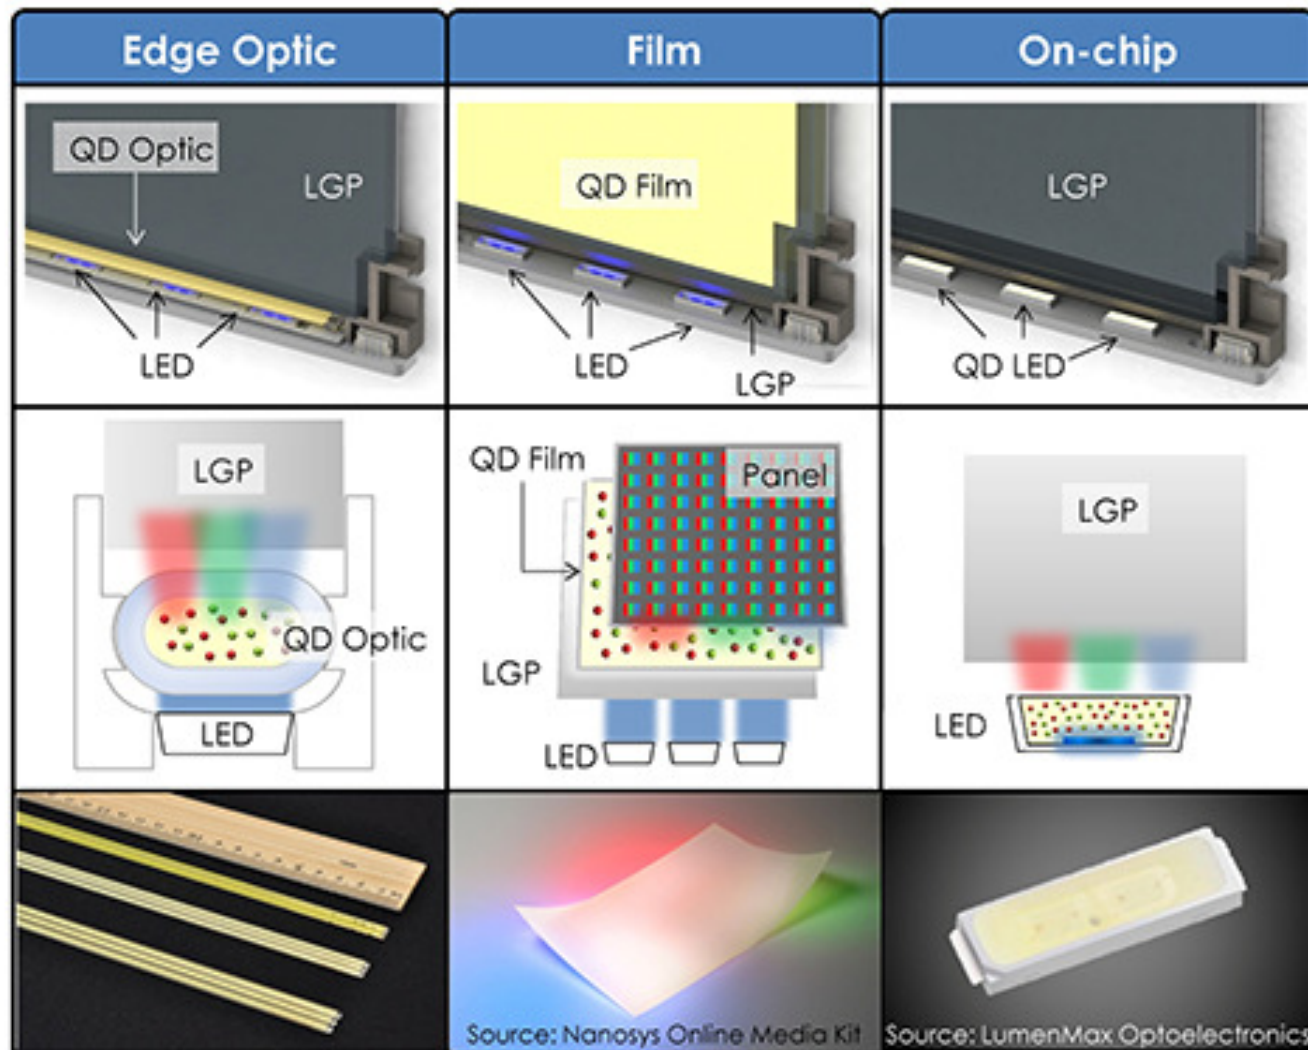 Edge Optic
Film
On-chip
QD Optic
LGP
LED
QD Film
LED
LGP
LGP
QD LED
LGP
QD Optic
LED
QD Film
Panel
LGP
LED
LGP
LED
Source: Nanosys Online Media Kit
Source: LumenMax Optoelectronics